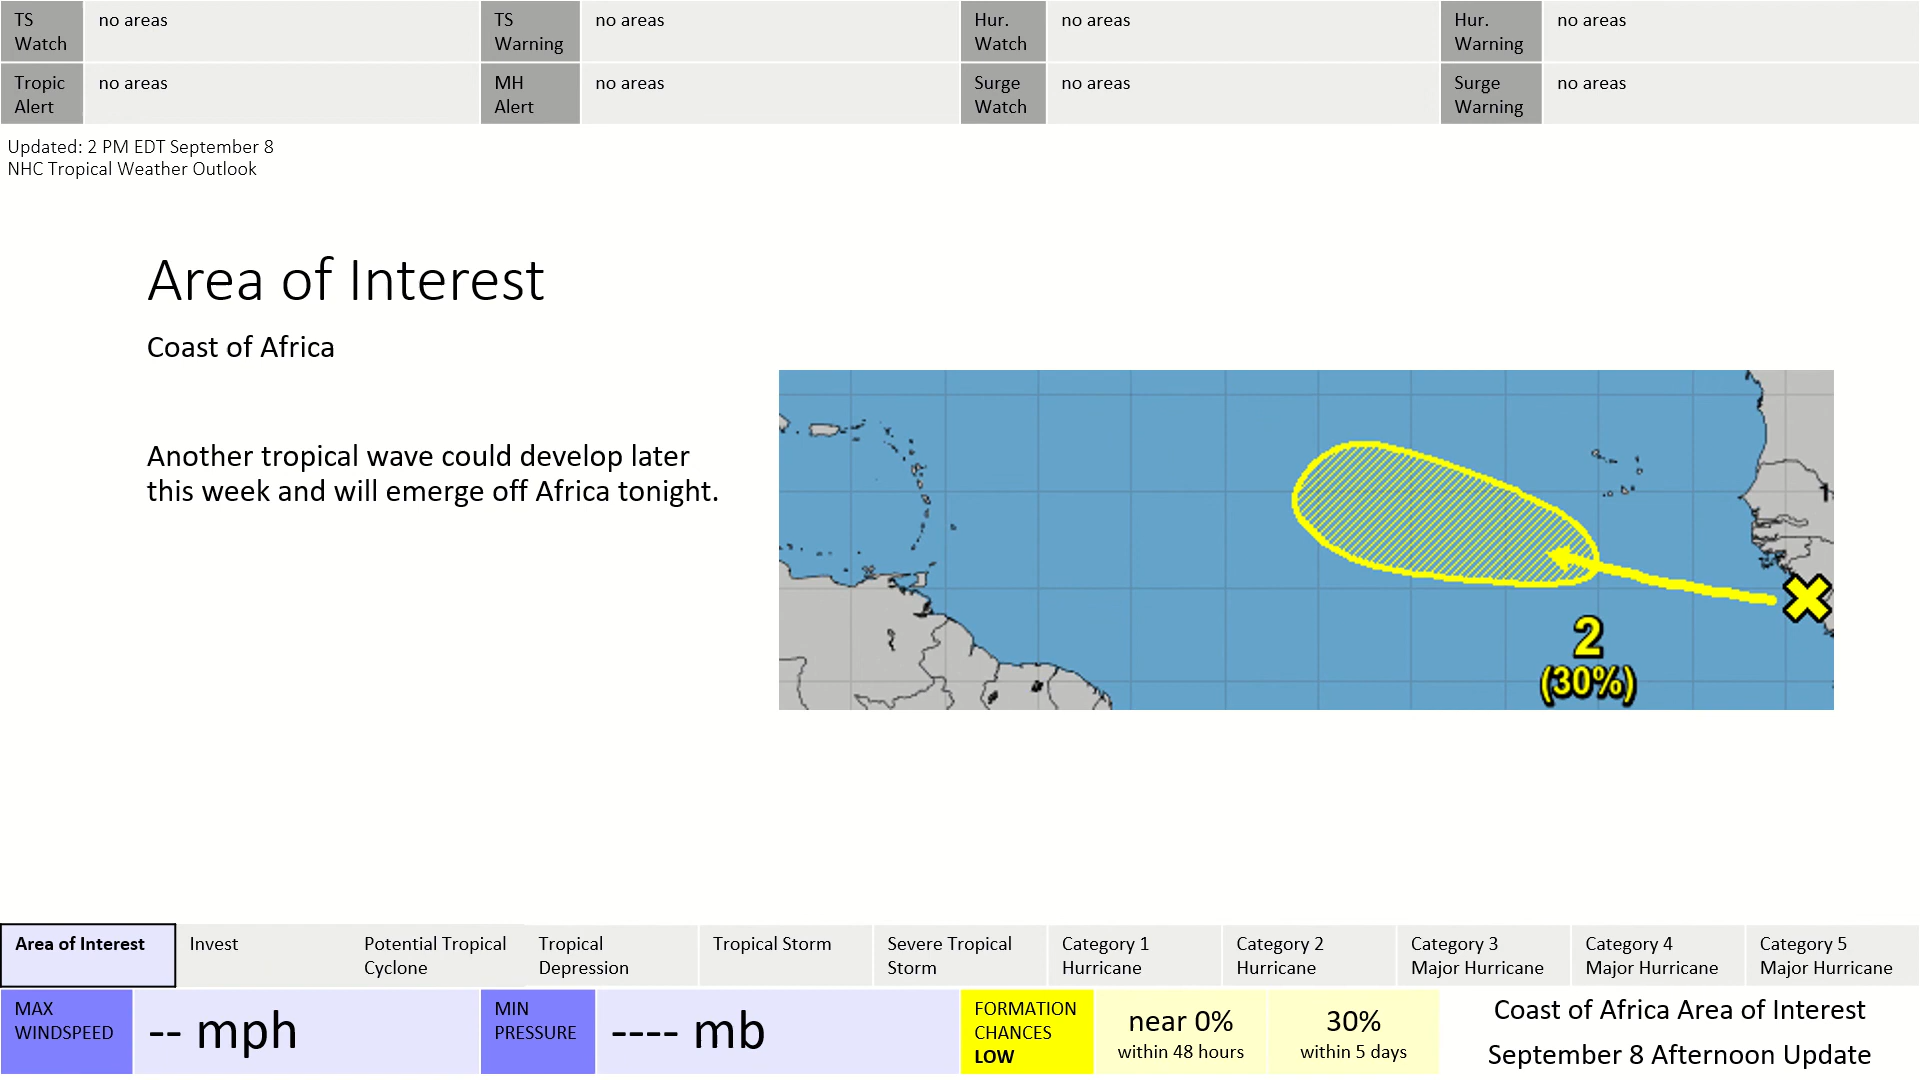 TS
Watch
no areas
TS
Warning
no areas
Hur.
Watch
no areas
Hur.
Warning
no areas
Tropic
Alert
no areas
MH
Alert
no areas
Surge
Watch
no areas
Surge
Warning
no areas
Updated: 2 PM EDT September 8
NHC Tropical Weather Outlook
Area of Interest
Coast of Africa
Another tropical wave could develop later
this week and will emerge off Africa tonight.
1
2
(30%)
Area of Interest
Invest
Potential Tropical
Cyclone
Tropical
Depression
Tropical Storm
Severe Tropical
Storm
Category 1
Hurricane
Category 2
Hurricane
Category 3
Major Hurricane
Category 4
Major Hurricane
Category 5
Major Hurricane
MAX
WINDSPEED
-- mph
MIN
PRESSURE
---- mb
FORMATION
CHANCES
LOW
near 0%
within 48 hours
30%
within 5 days
Coast of Africa Area of Interest
September 8 Afternoon Update